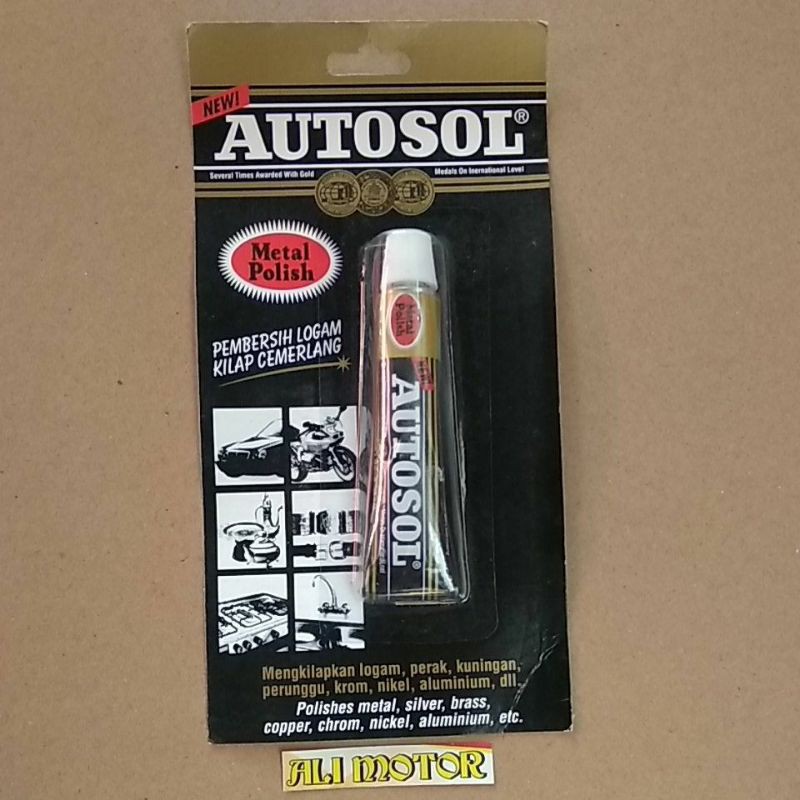 NEW!
AUTOSOL®
Several Times Awarded With Gold
Medals On Inernational Level
Metal
Polish
PEMBERSIH LOGAM
KILAP CEMERLANG
Metal
Polish
NEW!
AUTOSOL®
Mengkilapkan logam, perak, kuningan,
perunggu, krom, nikel, aluminium, dll.
Polishes metal, silver, brass,
copper, chrom, nickel, aluminium, etc.
ALI MOTOR